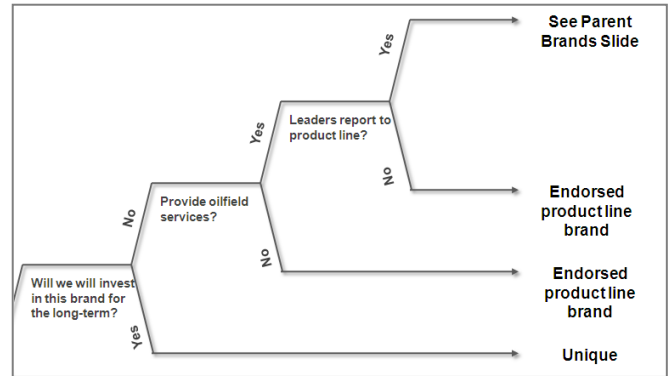 See Parent
Brands Slide
Yes
Leaders report to
product line?
Yes
No
Provide oilfield
services?
Endorsed
product line
brand
No
No
Will we will invest
in this brand for
the long-term?
Endorsed
product line
brand
Yes
Unique